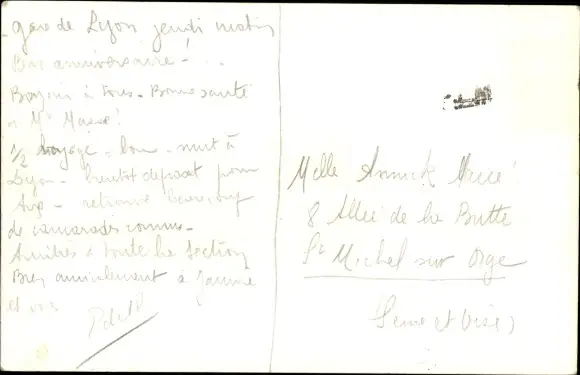 gare de Lyon jeudi matin
Bon anniversaire! ...
Bonjour à tous - Bonne santé
à Mr
1/2 voyage - bon - nuit à
Lyon - bientôt départ pour
- retrouvé beaucoup
de camarades connus -
Amitiés à toute la section
Bien amicalement à
et vous
Melle Annick
8 Allée de la Butte
St Michel sur Orge
(Seine et Oise)